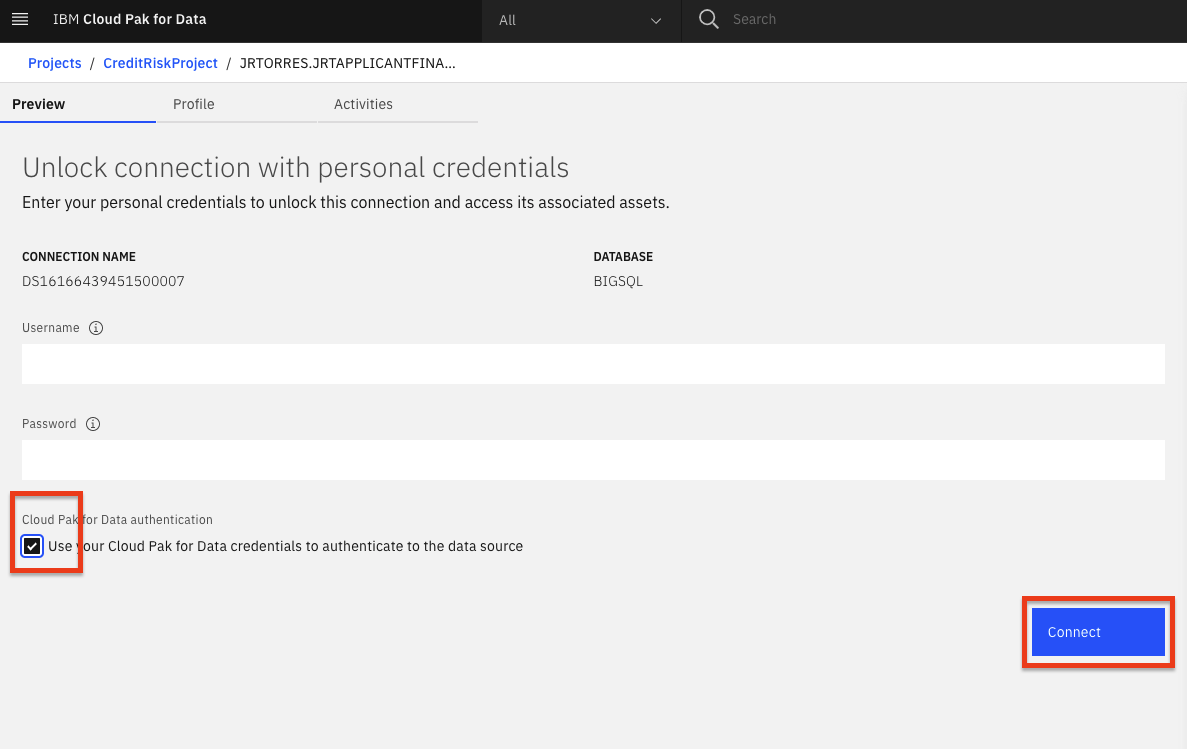 IBM Cloud Pak for Data
All
Search
Projects / CreditRiskProject / JRTORRES.JRTAPPLICANTFINA...
Preview
Profile
Activities
Unlock connection with personal credentials
Enter your personal credentials to unlock this connection and access its associated assets.
CONNECTION NAME
DS16166439451500007
DATABASE
BIGSQL
Username
Password
Cloud Pak for Data authentication
Use your Cloud Pak for Data credentials to authenticate to the data source
Connect